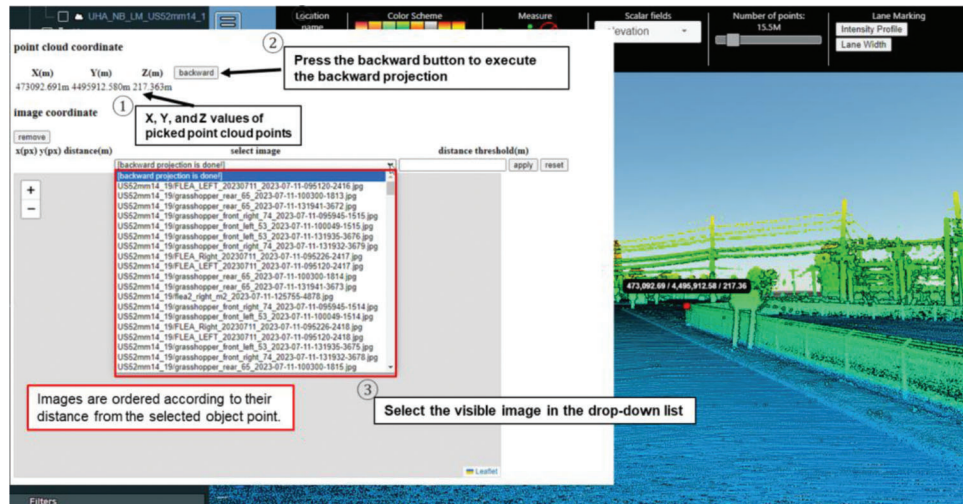 UHA_NB_LM_US52mm14_1
Location
name
Color Scheme
Measure
Scalar fields
elevation
Number of points:
15.5M
Lane Marking
Intensity Profile
Lane Width
point cloud coordinate
X(m) Y(m) Z(m) backward
473092.691m 4495912.580m 217.363m
②
Press the backward button to execute
the backward projection
①
X, Y, and Z values of
picked point cloud points
image coordinate
remove
x(px) y(px) distance(m) select image distance threshold(m)
[backward projection is done!] apply reset
[backward projection is done!]
US52mm14_19/FLEA_LEFT_20230711_2023-07-11-095120-2416.jpg
US52mm14_19/grasshopper_rear_65_2023-07-11-100300-1813.jpg
US52mm14_19/grasshopper_rear_65_2023-07-11-131941-3672.jpg
US52mm14_19/grasshopper_front_right_74_2023-07-11-095945-1515.jpg
US52mm14_19/grasshopper_front_left_53_2023-07-11-100049-1515.jpg
US52mm14_19/grasshopper_front_left_53_2023-07-11-131935-3676.jpg
US52mm14_19/grasshopper_front_right_74_2023-07-11-131932-3679.jpg
US52mm14_19/FLEA_Right_20230711_2023-07-11-095226-2417.jpg
US52mm14_19/FLEA_LEFT_20230711_2023-07-11-095120-2417.jpg
US52mm14_19/grasshopper_rear_65_2023-07-11-100300-1814.jpg
US52mm14_19/grasshopper_rear_65_2023-07-11-131941-3673.jpg
US52mm14_19/flea2_right_m2_2023-07-11-125755-4878.jpg
US52mm14_19/grasshopper_front_right_74_2023-07-11-095945-1514.jpg
US52mm14_19/grasshopper_front_left_53_2023-07-11-100049-1514.jpg
US52mm14_19/FLEA_Right_20230711_2023-07-11-095226-2418.jpg
US52mm14_19/FLEA_LEFT_20230711_2023-07-11-095120-2418.jpg
US52mm14_19/grasshopper_front_left_53_2023-07-11-131935-3675.jpg
US52mm14_19/grasshopper_front_right_74_2023-07-11-131932-3678.jpg
US52mm14_19/grasshopper_rear_65_2023-07-11-100300-1815.jpg
+
−
473,092.69 / 4,495,912.58 / 217.36
Images are ordered according to their
distance from the selected object point.
③
Select the visible image in the drop-down list
Leaflet
Filters